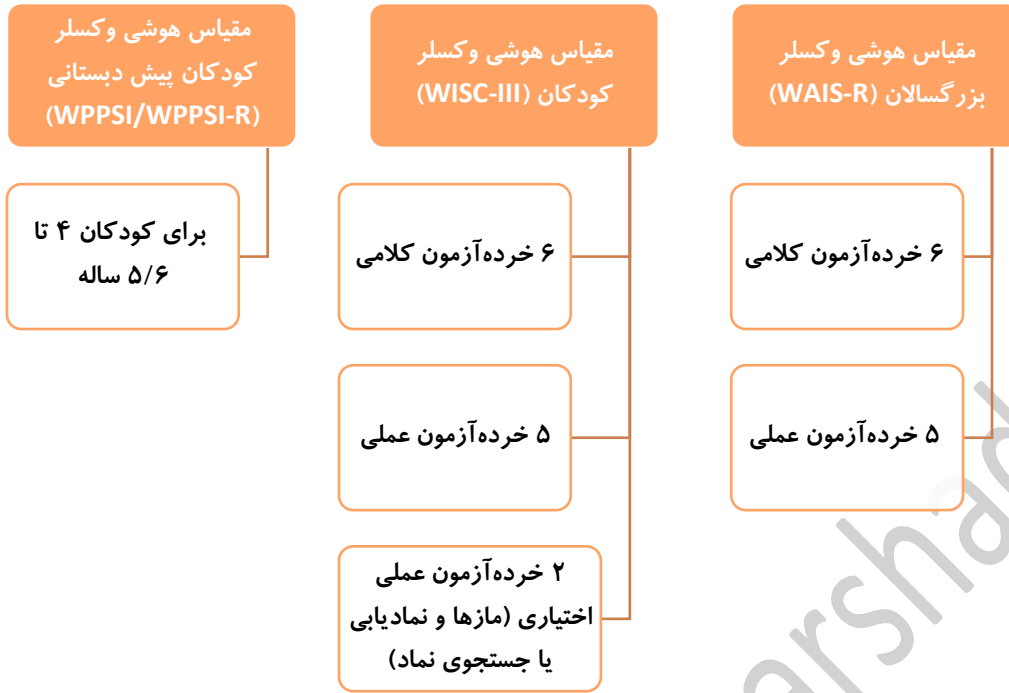 مقیاس هوشی وکسلر
بزرگسالان (WAIS-R)
۶ خرده‌آزمون کلامی
۵ خرده‌آزمون عملی
مقیاس هوشی وکسلر
کودکان (WISC-III)
۶ خرده‌آزمون کلامی
۵ خرده‌آزمون عملی
۲ خرده‌آزمون عملی
اختیاری (مازها و نمادیابی
یا جستجوی نماد)
مقیاس هوشی وکسلر
کودکان پیش دبستانی
(WPPSI/WPPSI-R)
برای کودکان ۴ تا
۵/۶ ساله